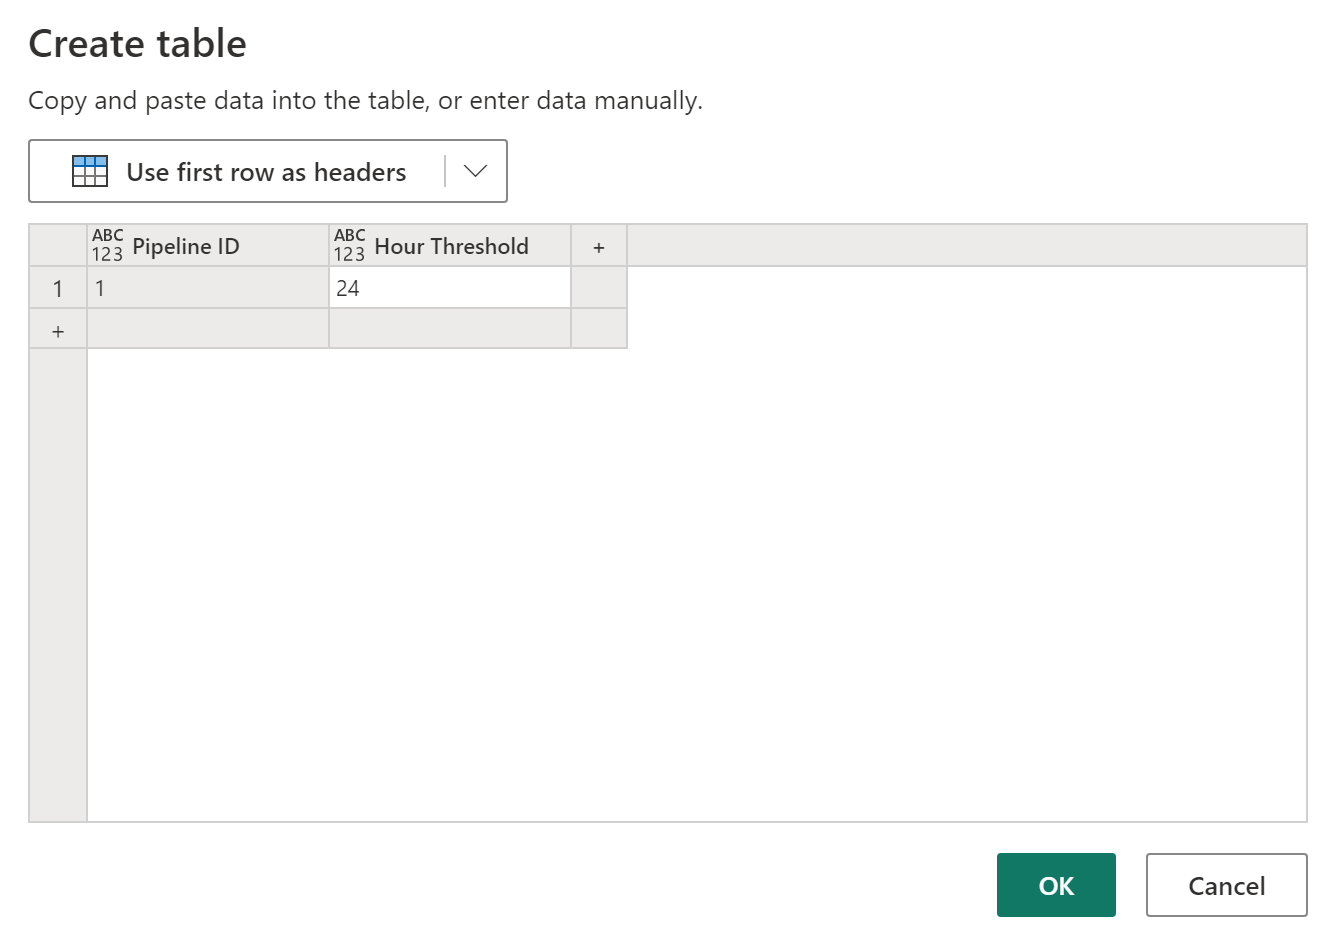 Create table
Copy and paste data into the table, or enter data manually.
Use first row as headers
ABC 123 Pipeline ID ABC 123 Hour Threshold +
1 1 24
+
OK Cancel